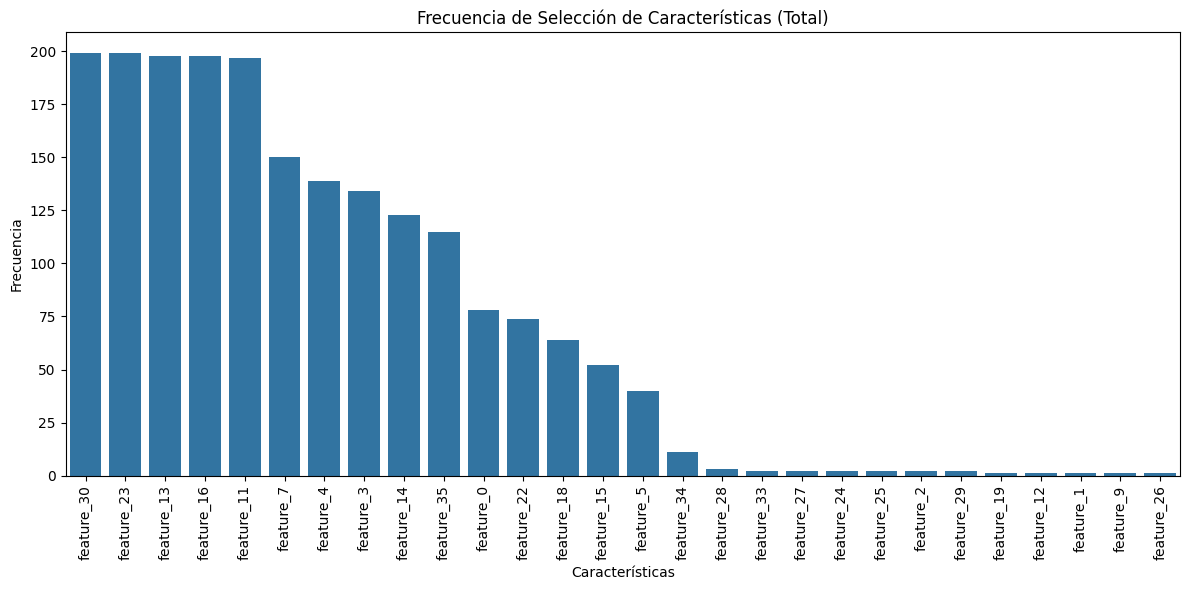 Frecuencia de Selección de Características (Total)
Frecuencia
200
175
150
125
100
75
50
25
0
feature_30
feature_23
feature_13
feature_16
feature_11
feature_7
feature_4
feature_3
feature_14
feature_35
feature_0
feature_22
feature_18
feature_15
feature_5
feature_34
feature_28
feature_33
feature_27
feature_24
feature_25
feature_2
feature_29
feature_19
feature_12
feature_1
feature_9
feature_26
Características